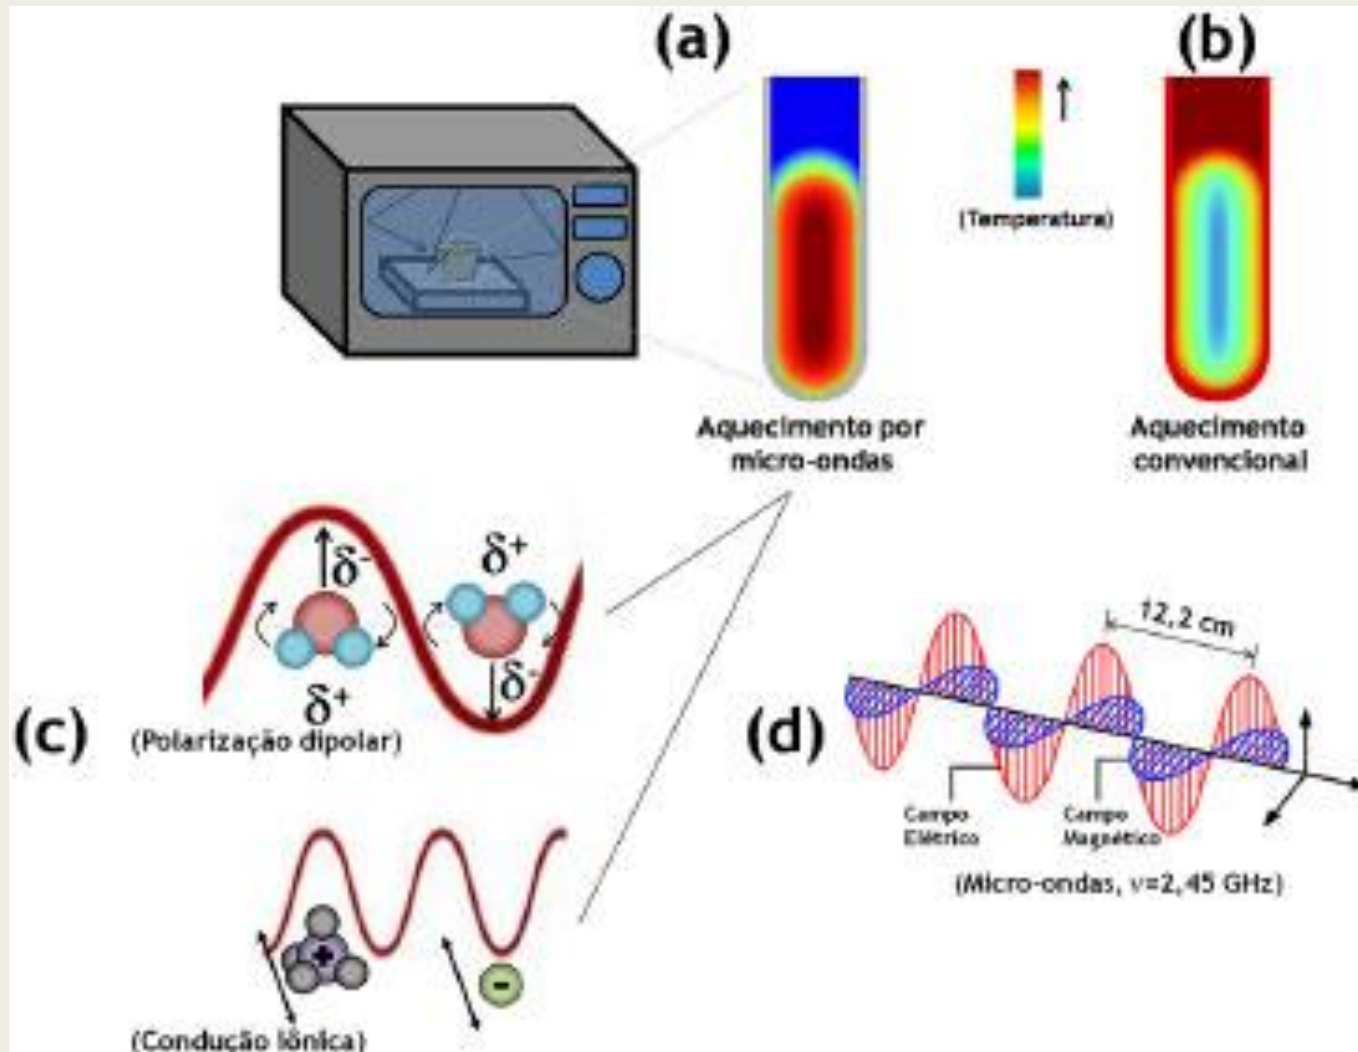 (a)
(b)
(Temperatura)
Aquecimento por
micro-ondas
Aquecimento
convencional
δ-
δ+
δ+
δ-
(c)
(Polarização dipolar)
12,2 cm
(d)
Campo
Elétrico
Campo
Magnético
(Micro-ondas, ν=2,45 GHz)
+
-
(Condução iônica)